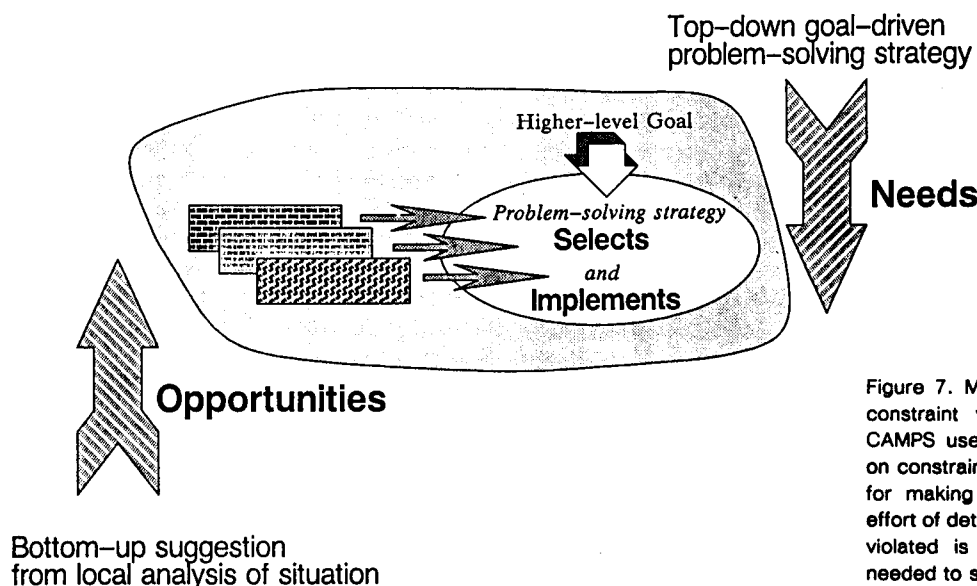 Top–down goal–driven
problem–solving strategy
Higher–level Goal
Needs
Problem–solving strategy
Selects
and
Implements
Opportunities
Bottom–up suggestion
from local analysis of situation
Figure 7. M
constraint
CAMPS use
on constrain
for making
effort of det
violated is
needed to s